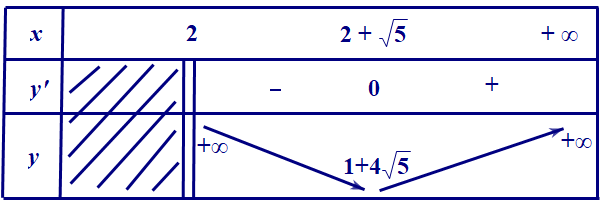 x 2 2 + √5 + ∞
y' – 0 +
y +∞ 1+4√5 +∞